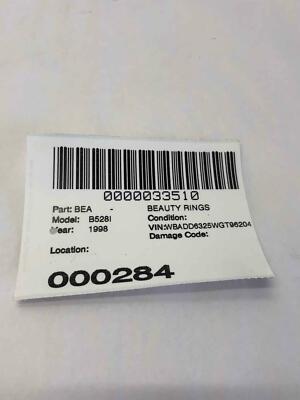 0000033510
Part: BEA - BEAUTY RINGS
Model: B528I Condition:
Year: 1998 VIN:WBADD6325WGT96204
Damage Code:
Location:
000284